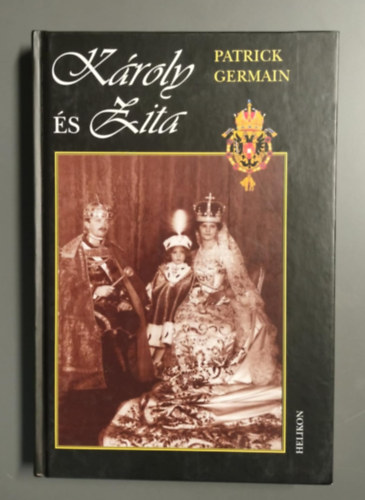 Károly
ÉS Zita
PATRICK
GERMAIN
HELIKON